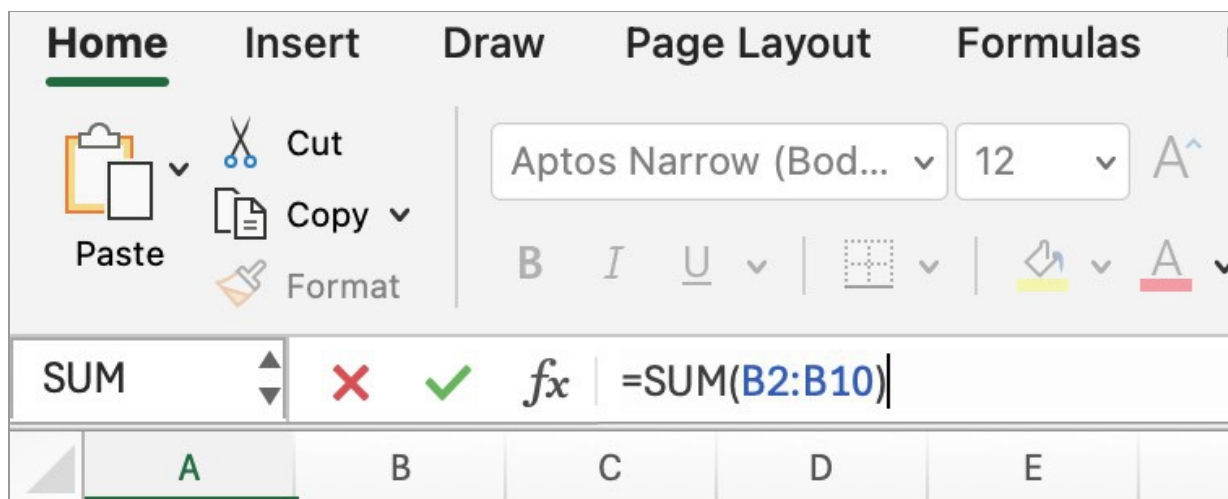 Home Insert Draw Page Layout Formulas
Cut
Aptos Narrow (Bod... 12 A^
Copy
Paste
B I U A
Format
SUM fx =SUM(B2:B10)
A B C D E